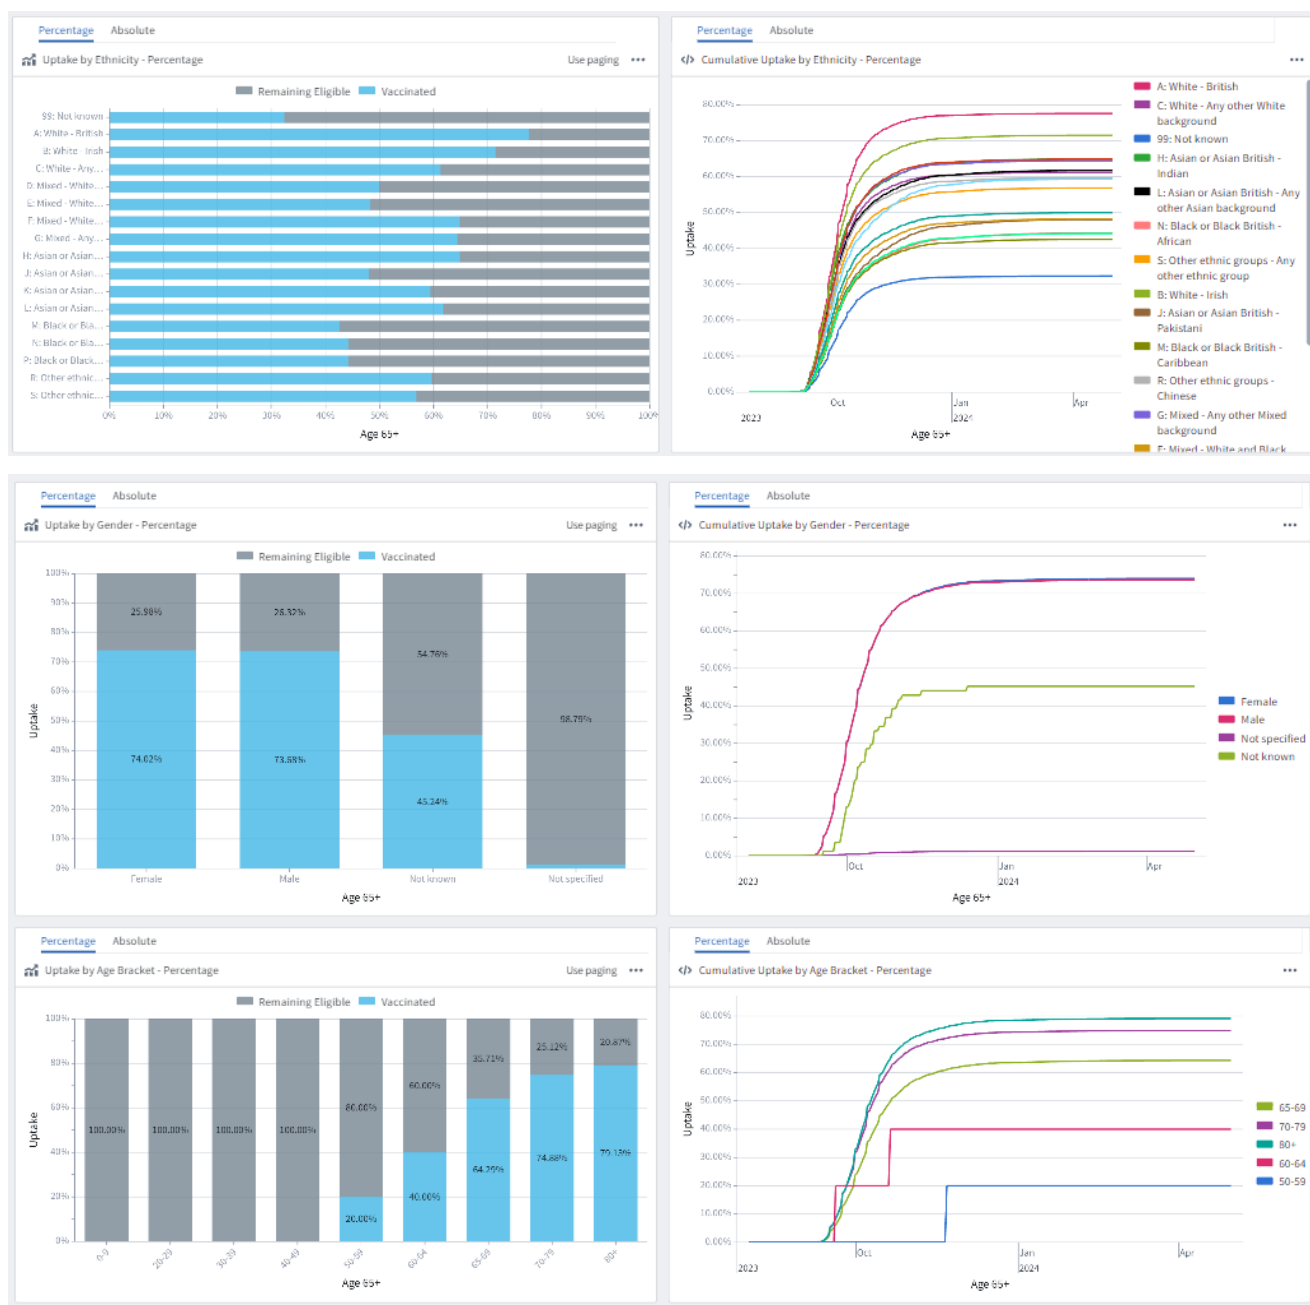 Percentage Absolute
Uptake by Ethnicity - Percentage Use paging
Remaining Eligible Vaccinated
99: Not known
A: White - British
B: White - Irish
C: White - Any...
D: Mixed - White...
E: Mixed - White...
F: Mixed - White...
G: Mixed - Any...
H: Asian or Asian...
J: Asian or Asian...
K: Asian or Asian...
L: Asian or Asian...
M: Black or Bla...
N: Black or Bla...
P: Black or Black...
R: Other ethnic...
S: Other ethnic...
0% 10% 20% 30% 40% 50% 60% 70% 80% 90% 100%
Age 65+
Percentage Absolute
Cumulative Uptake by Ethnicity - Percentage
80.00%
70.00%
60.00%
50.00%
40.00%
30.00%
20.00%
10.00%
0.00%
Uptake
Oct Jan Apr
2023 2024
Age 65+
A: White - British
C: White - Any other White
background
99: Not known
H: Asian or Asian British -
Indian
L: Asian or Asian British - Any
other Asian background
N: Black or Black British -
African
S: Other ethnic groups - Any
other ethnic group
B: White - Irish
J: Asian or Asian British -
Pakistani
M: Black or Black British -
Caribbean
R: Other ethnic groups -
Chinese
G: Mixed - Any other Mixed
background
F: Mixed - White and Black
Percentage Absolute
Uptake by Gender - Percentage Use paging
Remaining Eligible Vaccinated
100%
90%
80%
70%
60%
50%
40%
30%
20%
10%
0%
Uptake
25.98% 26.32% 54.76% 98.79%
74.02% 73.68% 45.24%
Female Male Not known Not specified
Age 65+
Percentage Absolute
Cumulative Uptake by Gender - Percentage
80.00%
70.00%
60.00%
50.00%
40.00%
30.00%
20.00%
10.00%
0.00%
Uptake
Oct Jan Apr
2023 2024
Age 65+
Female
Male
Not specified
Not known
Percentage Absolute
Uptake by Age Bracket - Percentage Use paging
Remaining Eligible Vaccinated
100%
80%
60%
40%
20%
0%
Uptake
100.00% 100.00% 100.00% 100.00% 80.00% 60.00% 35.71% 25.12% 20.87%
20.00% 40.00% 64.29% 74.88% 79.13%
0-9 20-29 30-39 40-49 50-59 60-64 65-69 70-79 80+
Age 65+
Percentage Absolute
Cumulative Uptake by Age Bracket - Percentage
80.00%
70.00%
60.00%
50.00%
40.00%
30.00%
20.00%
10.00%
0.00%
Uptake
Oct Jan Apr
2023 2024
Age 65+
65-69
70-79
80+
60-64
50-59